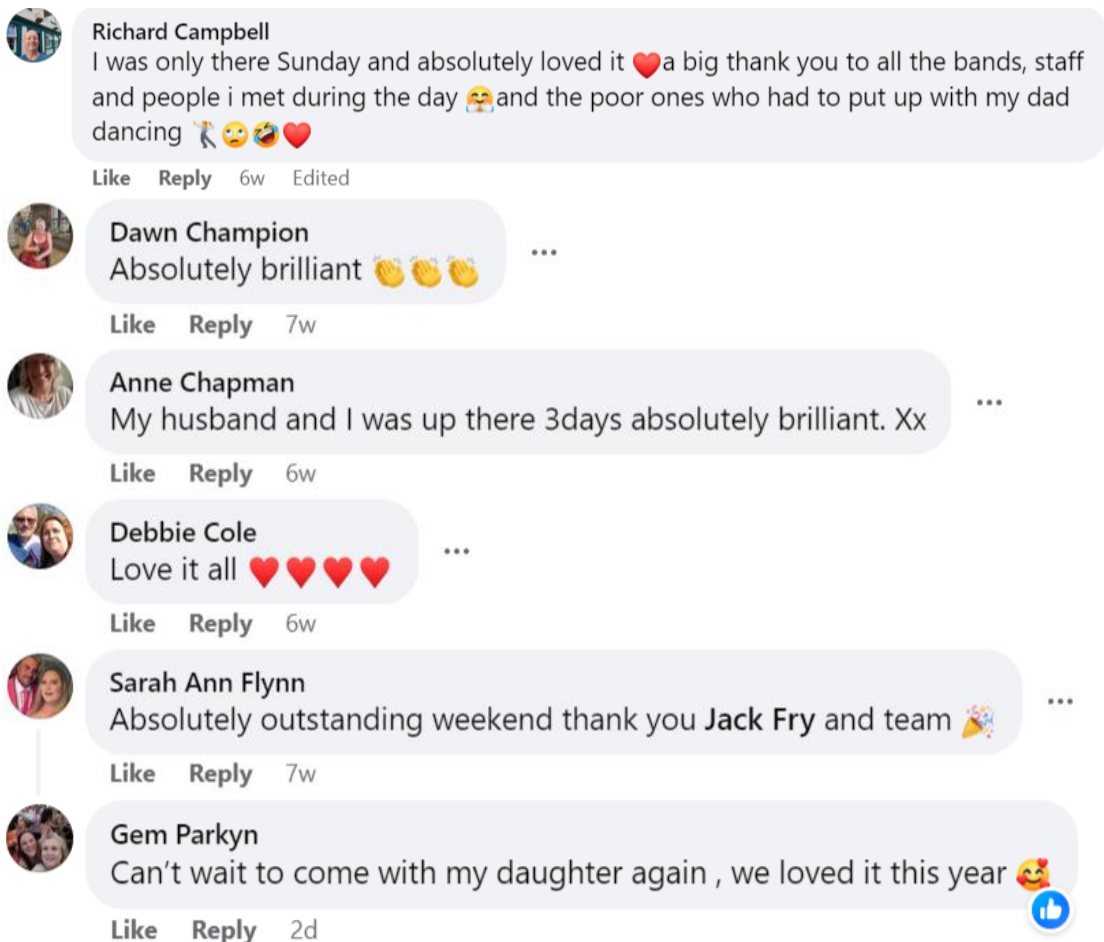 Richard Campbell
I was only there Sunday and absolutely loved it ❤️a big thank you to all the bands, staff
and people i met during the day 🤗and the poor ones who had to put up with my dad
dancing 🕺🙄🤣❤️
Like Reply 6w Edited
Dawn Champion
Absolutely brilliant 👏👏👏
Like Reply 7w
Anne Chapman
My husband and I was up there 3days absolutely brilliant. Xx
Like Reply 6w
Debbie Cole
Love it all ❤️❤️❤️❤️
Like Reply 6w
Sarah Ann Flynn
Absolutely outstanding weekend thank you Jack Fry and team 🎉
Like Reply 7w
Gem Parkyn
Can’t wait to come with my daughter again , we loved it this year 🥰
Like Reply 2d